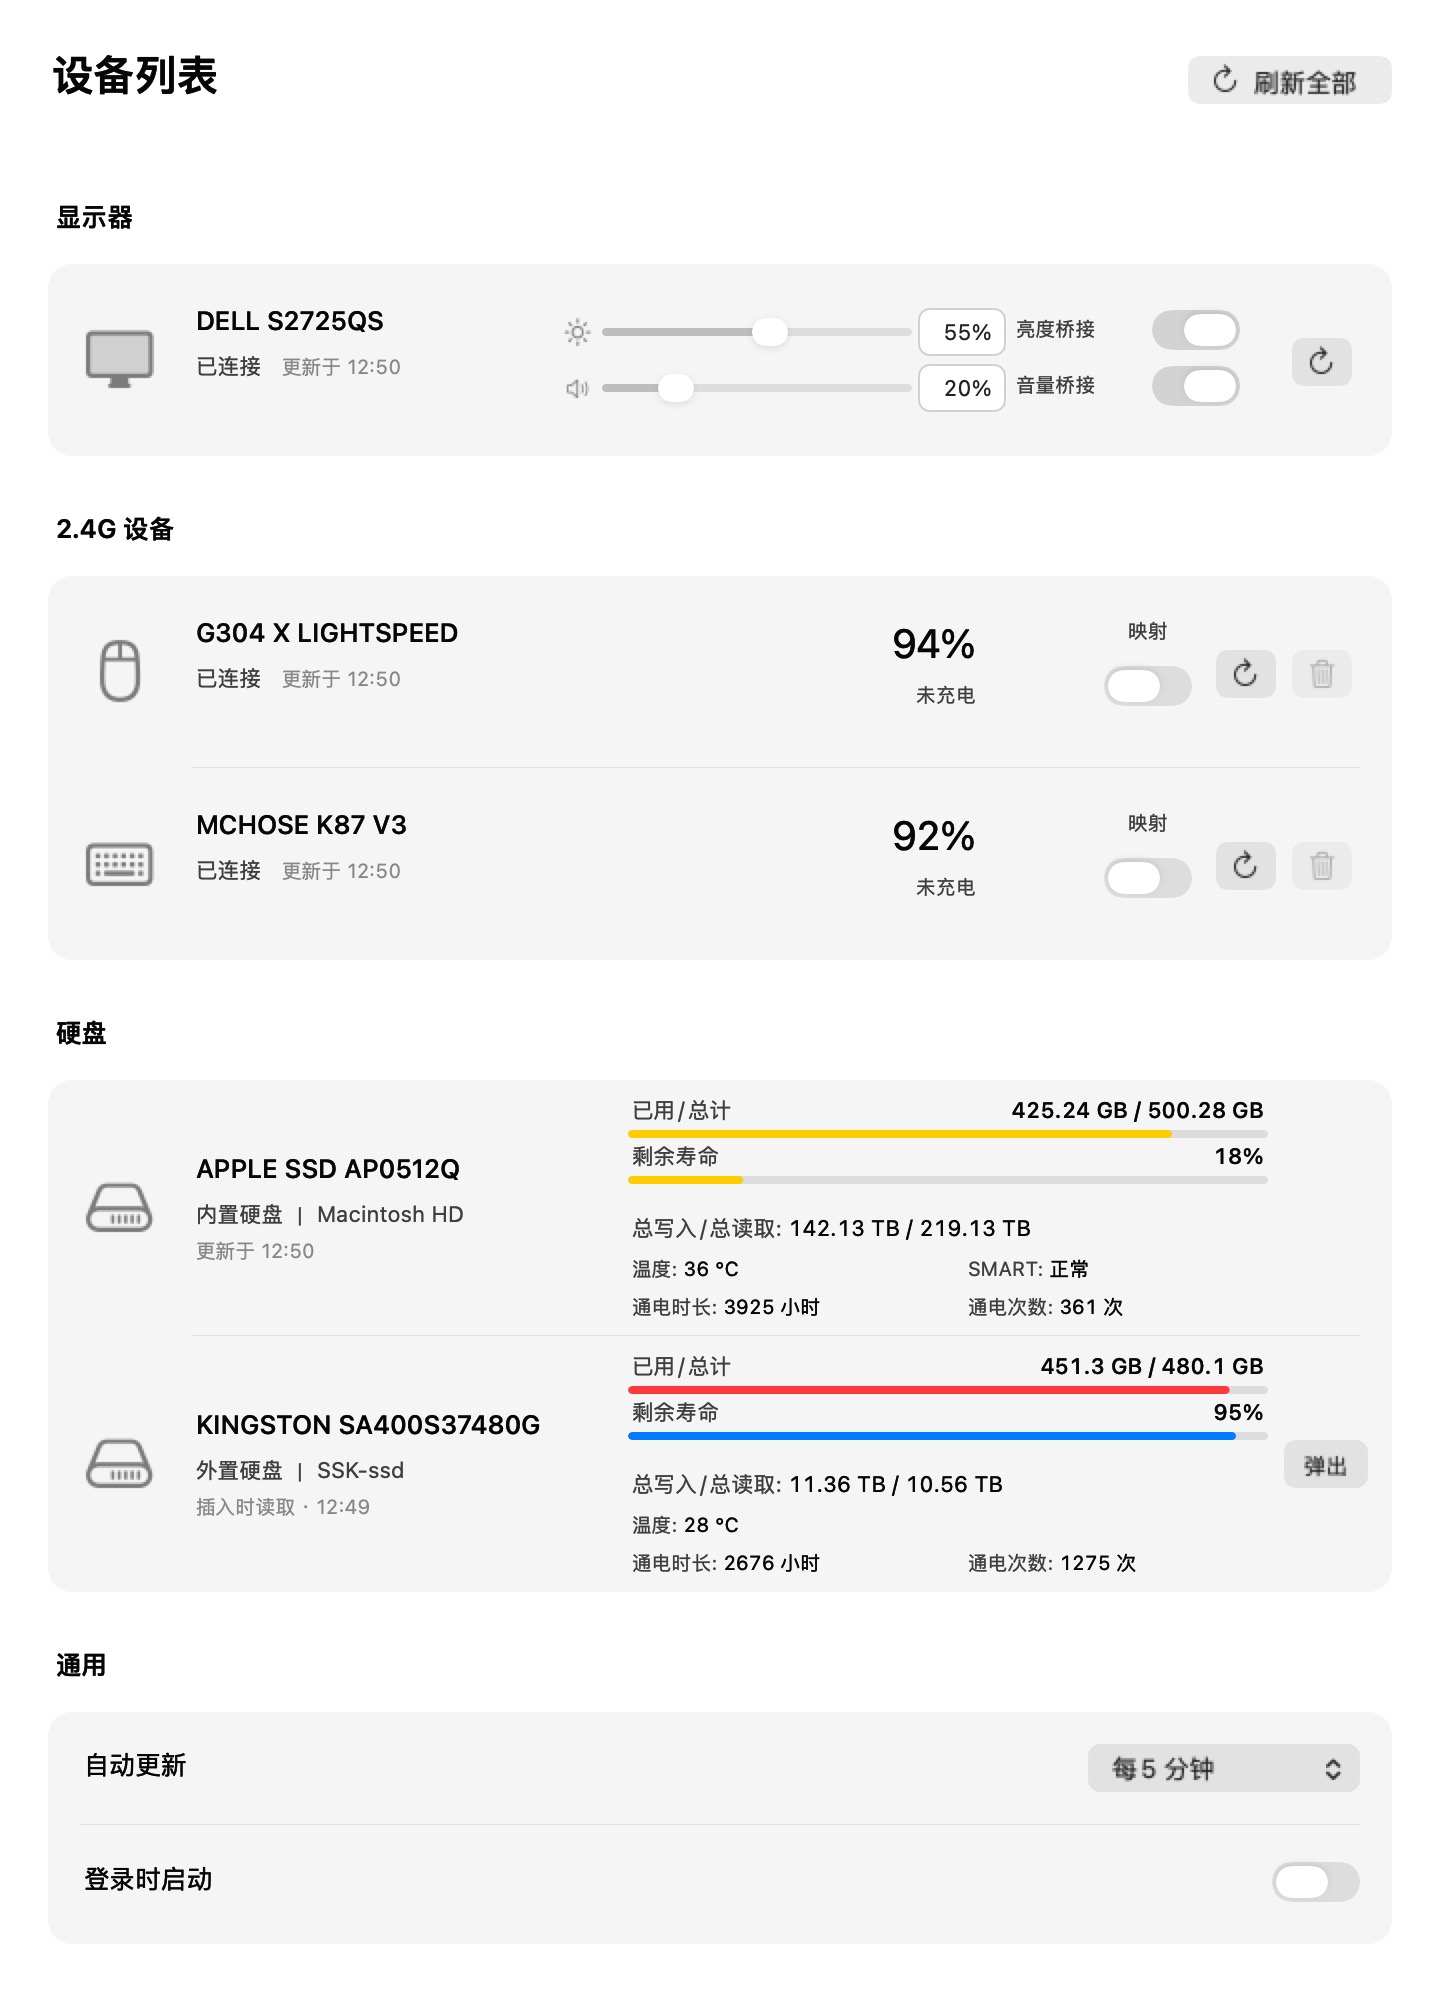 设备列表
刷新全部
显示器
DELL S2725QS
已连接 更新于 12:50
55% 亮度桥接
20% 音量桥接
2.4G 设备
G304 X LIGHTSPEED
已连接 更新于 12:50
94%
未充电
映射
MCHOSE K87 V3
已连接 更新于 12:50
92%
未充电
映射
硬盘
APPLE SSD AP0512Q
内置硬盘 | Macintosh HD
更新于 12:50
已用/总计 425.24 GB / 500.28 GB
剩余寿命 18%
总写入/总读取: 142.13 TB / 219.13 TB
温度: 36 °C SMART: 正常
通电时长: 3925 小时 通电次数: 361 次
KINGSTON SA400S37480G
外置硬盘 | SSK-ssd
插入时读取 · 12:49
已用/总计 451.3 GB / 480.1 GB
剩余寿命 95%
总写入/总读取: 11.36 TB / 10.56 TB
温度: 28 °C
通电时长: 2676 小时 通电次数: 1275 次
弹出
通用
自动更新 每 5 分钟
登录时启动